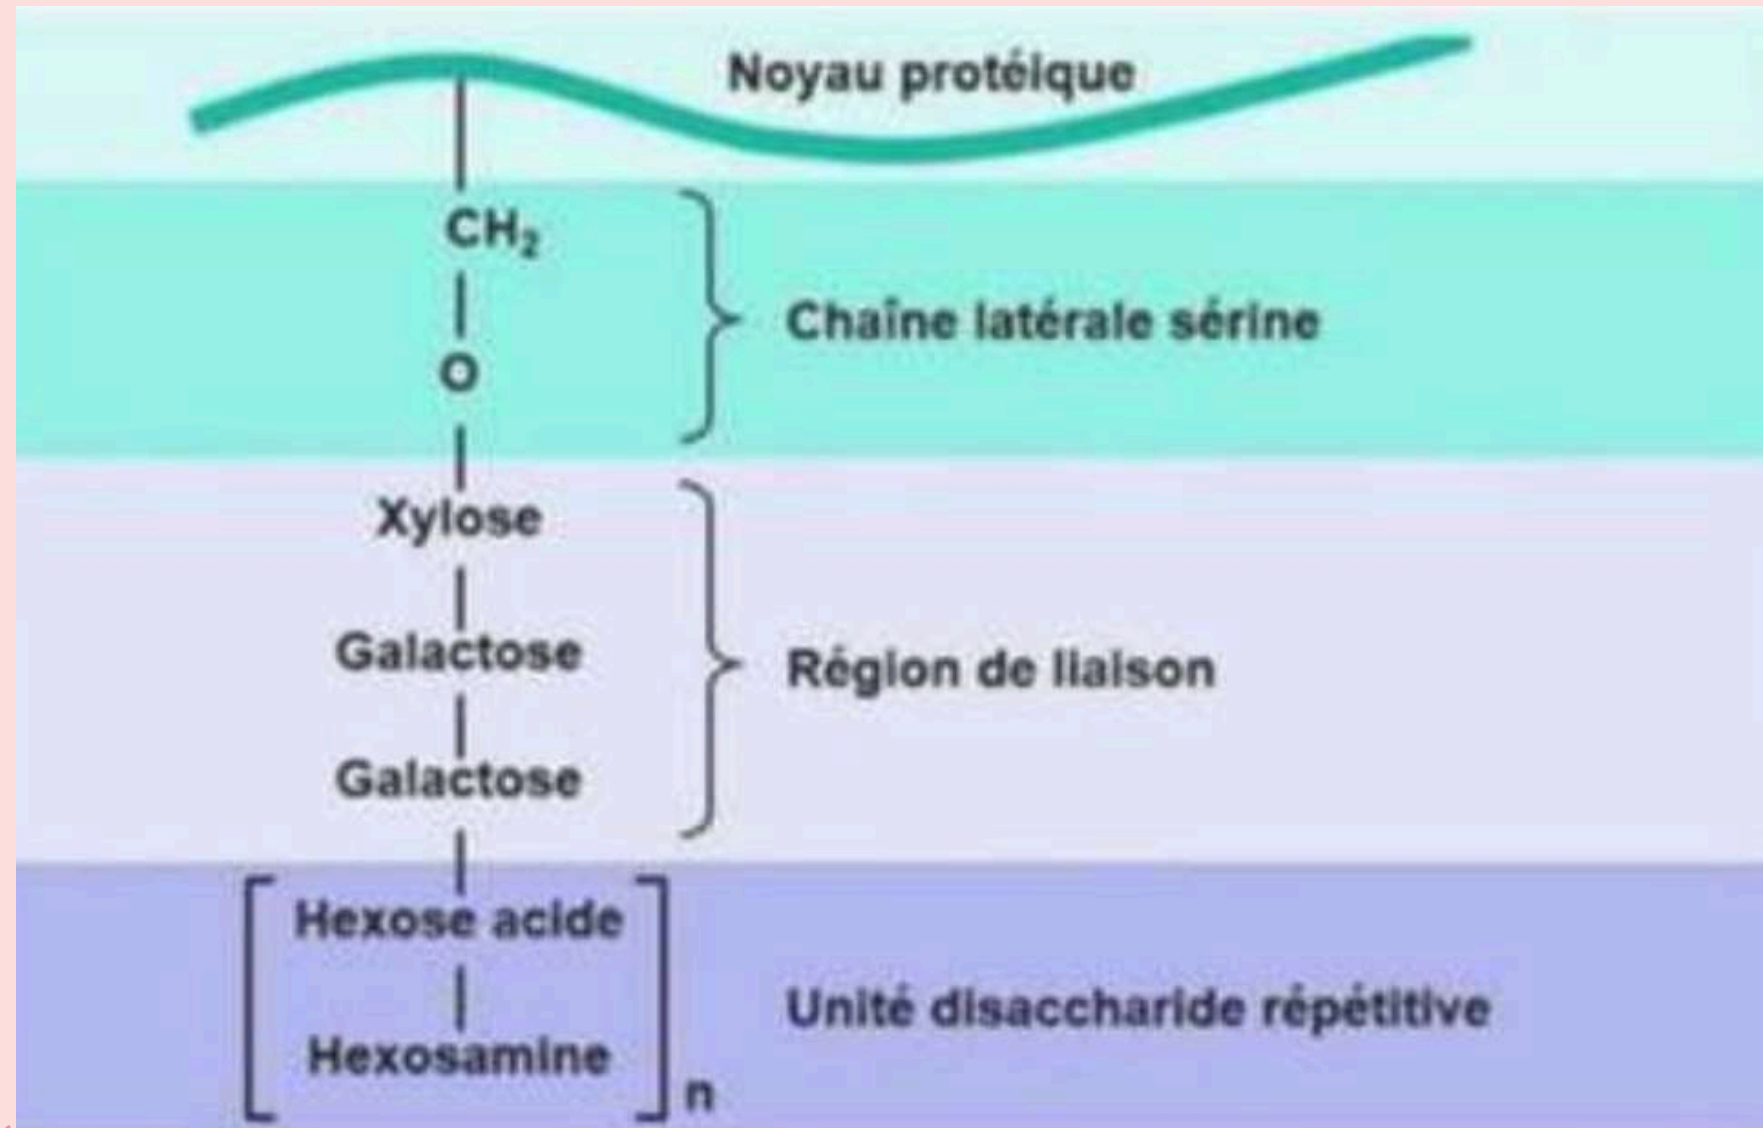 Noyau protéique
CH₂
O
Chaîne latérale sérine
Xylose
Galactose
Région de liaison
Galactose
Hexose acide
Unité disaccharide répétitive
Hexosamine
n